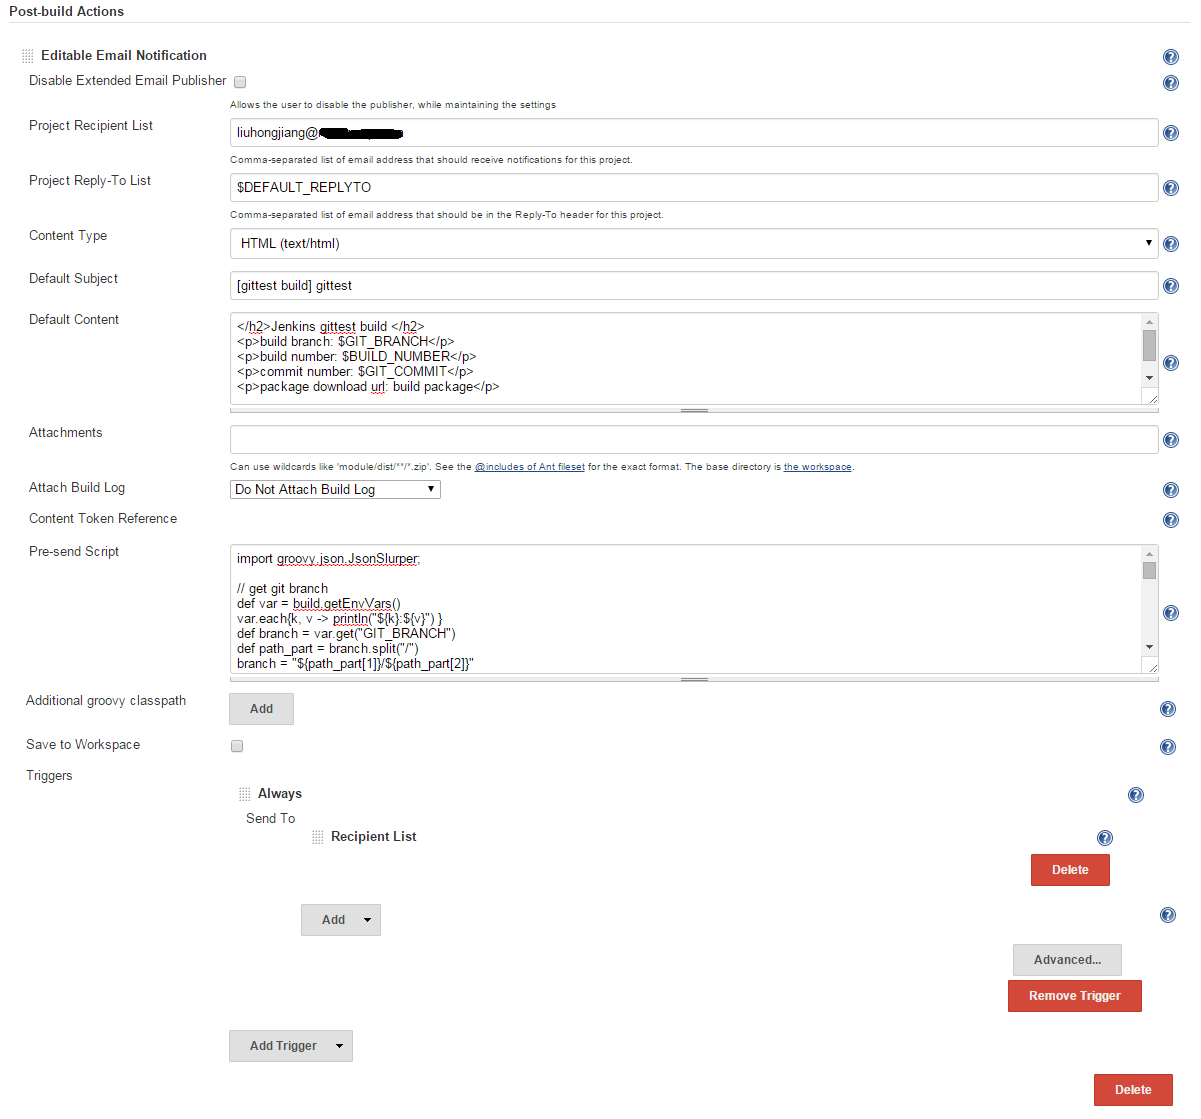 Post-build Actions
Editable Email Notification
Disable Extended Email Publisher
Allows the user to disable the publisher, while maintaining the settings
Project Recipient List
liuhongjiang@
Comma-separated list of email address that should receive notifications for this project.
Project Reply-To List
$DEFAULT_REPLYTO
Comma-separated list of email address that should be in the Reply-To header for this project.
Content Type
HTML (text/html)
Default Subject
[gittest build] gittest
Default Content
</h2>Jenkins gittest build </h2>
<p>build branch: $GIT_BRANCH</p>
<p>build number: $BUILD_NUMBER</p>
<p>commit number: $GIT_COMMIT</p>
<p>package download url: build package</p>
Attachments
Can use wildcards like 'module/dist/**/*.zip'. See the @includes of Ant fileset for the exact format. The base directory is the workspace.
Attach Build Log
Do Not Attach Build Log
Content Token Reference
Pre-send Script
import groovy.json.JsonSlurper;
// get git branch
def var = build.getEnvVars()
var.each{k, v -> println("${k}:${v}") }
def branch = var.get("GIT_BRANCH")
def path_part = branch.split("/")
branch = "${path_part[1]}/${path_part[2]}"
Additional groovy classpath
Add
Save to Workspace
Triggers
Always
Send To
Recipient List
Delete
Add
Advanced...
Remove Trigger
Add Trigger
Delete